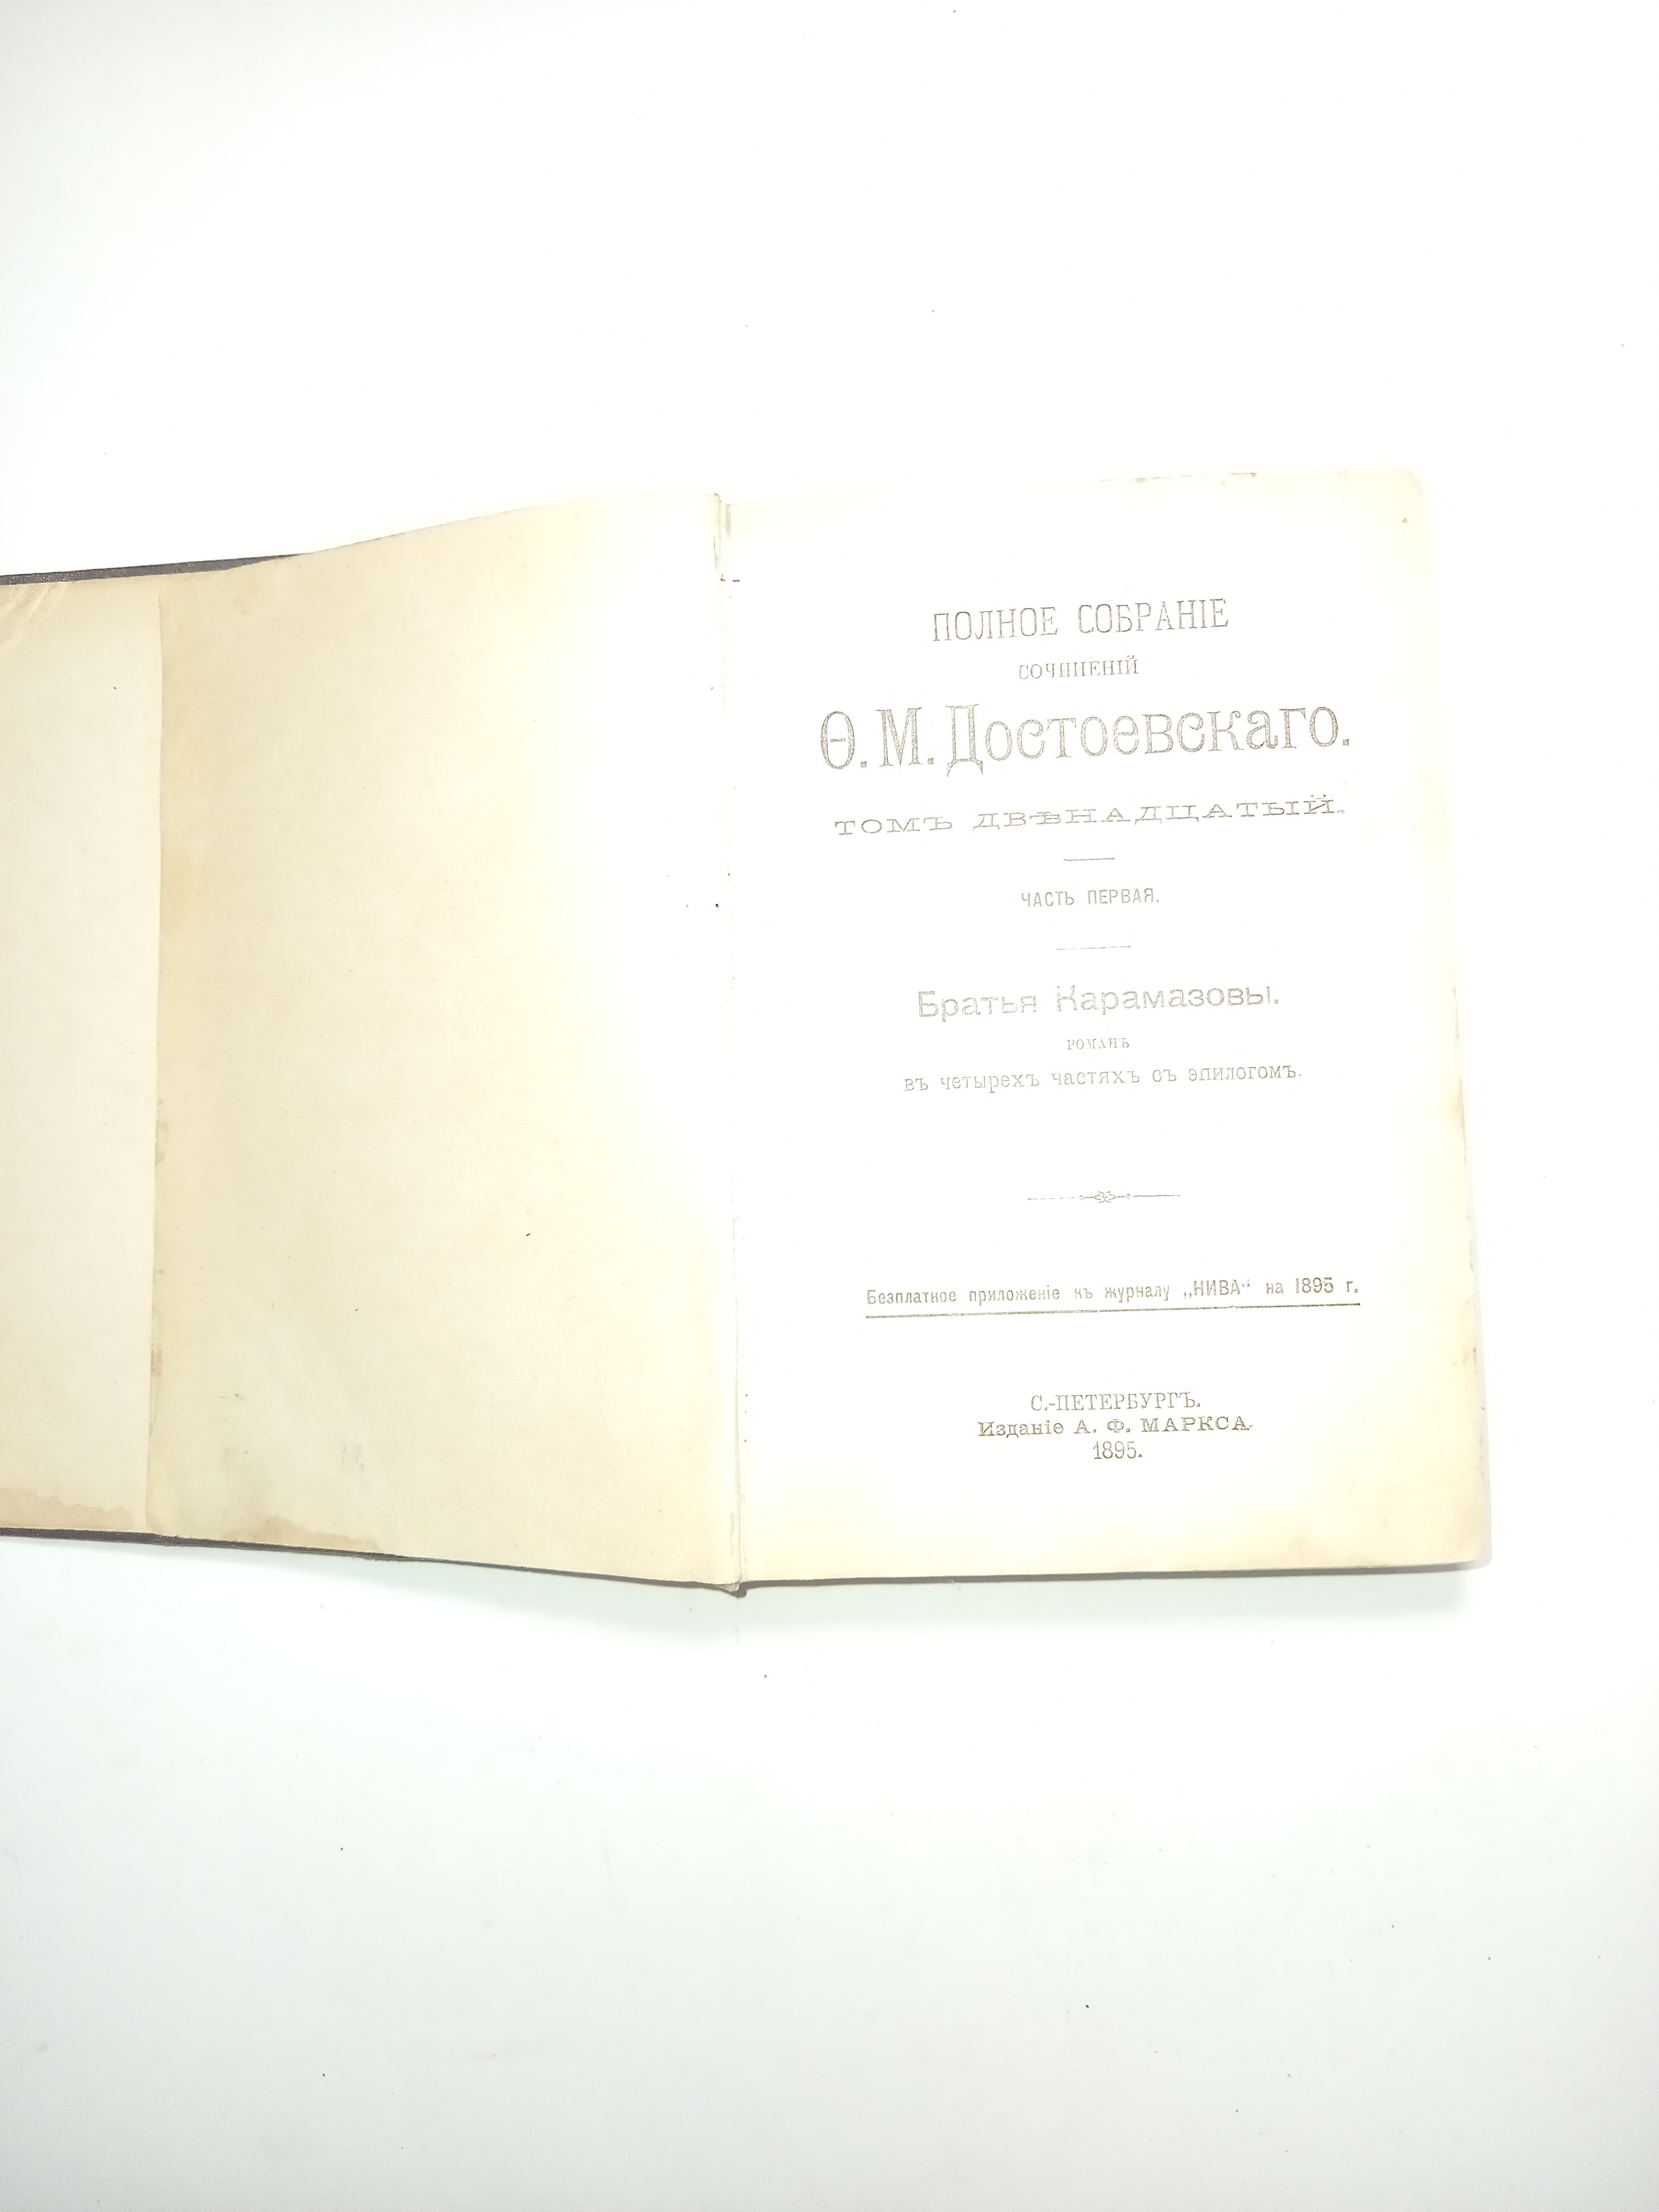 ПОЛНОЕ СОБРАНІЕ
СОЧИНЕНІЙ
Ѳ. М. Достоевскаго.
ТОМЪ ДВѢНАДЦАТЫЙ.
ЧАСТЬ ПЕРВАЯ.
Братья Карамазовы.
РОМАНЪ
въ четырехъ частяхъ съ эпилогомъ.
Безплатное приложеніе къ журналу „НИВА“ на 1895 г.
С.-ПЕТЕРБУРГЪ.
Изданіе А. Ф. МАРКСА.
1895.